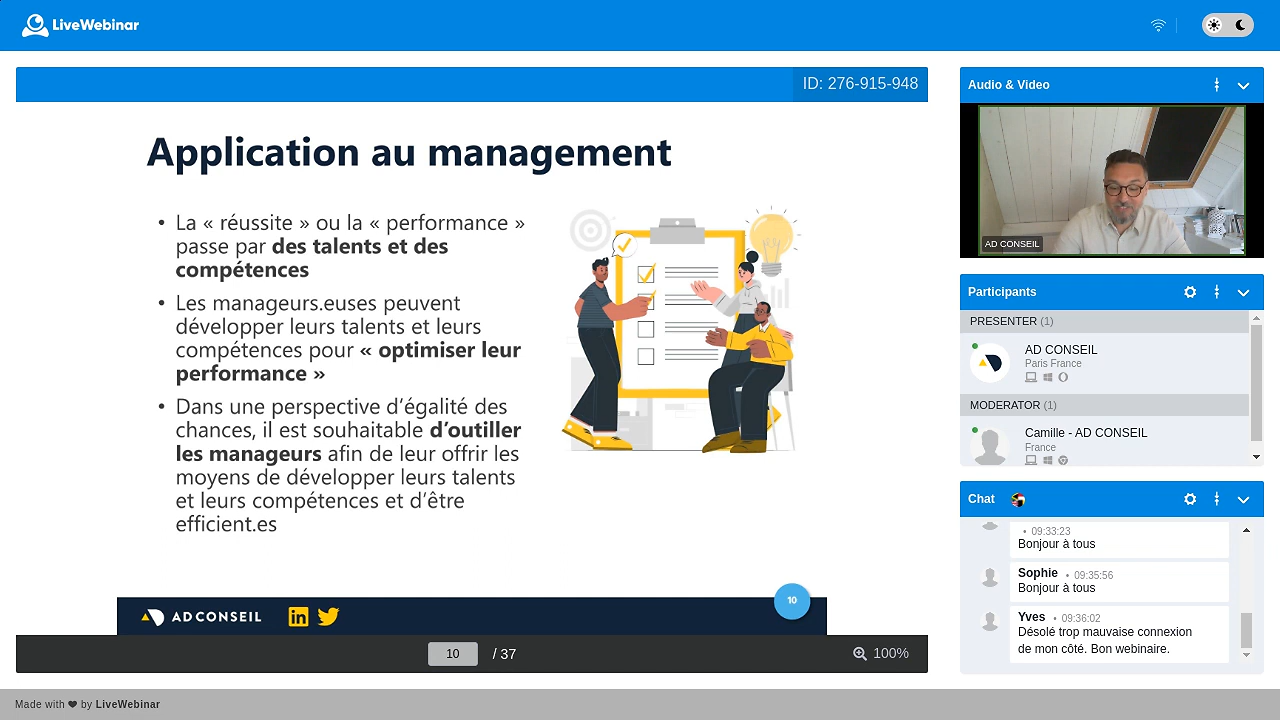 LiveWebinar
ID: 276-915-948
Application au management
• La « réussite » ou la « performance »
passe par des talents et des
compétences
• Les manageurs.euses peuvent
développer leurs talents et leurs
compétences pour « optimiser leur
performance »
• Dans une perspective d'égalité des
chances, il est souhaitable d'outiller
les manageurs afin de leur offrir les
moyens de développer leurs talents
et leurs compétences et d'être
efficient.es
10
AD CONSEIL
10 / 37
100%
Audio & Video
AD CONSEIL
Participants
PRESENTER (1)
AD CONSEIL
Paris France
MODERATOR (1)
Camille - AD CONSEIL
France
Chat
• 09:33:23
Bonjour à tous
Sophie • 09:35:56
Bonjour à tous
Yves • 09:36:02
Désolé trop mauvaise connexion
de mon côté. Bon webinaire.
Made with ❤ by LiveWebinar